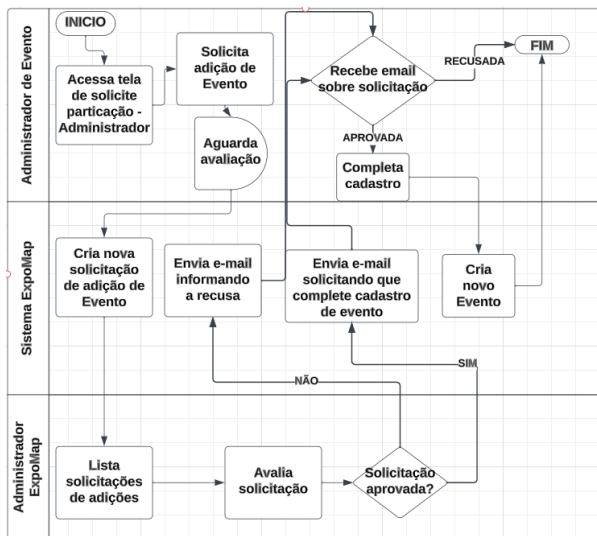 Administrador de Evento
INICIO
Acessa tela
de solicite
particação -
Administrador
Solicita
adição de
Evento
Aguarda
avaliação
Recebe email
sobre solicitação
RECUSADA
FIM
APROVADA
Completa
cadastro
Sistema ExpoMap
Cria nova
solicitação
de adição de
Evento
Envia e-mail
informando
a recusa
Envia e-mail
solicitando que
complete cadastro
de evento
Cria
novo
Evento
NÃO
SIM
Administrador
ExpoMap
Lista
solicitações
de adições
Avalia
solicitação
Solicitação
aprovada?